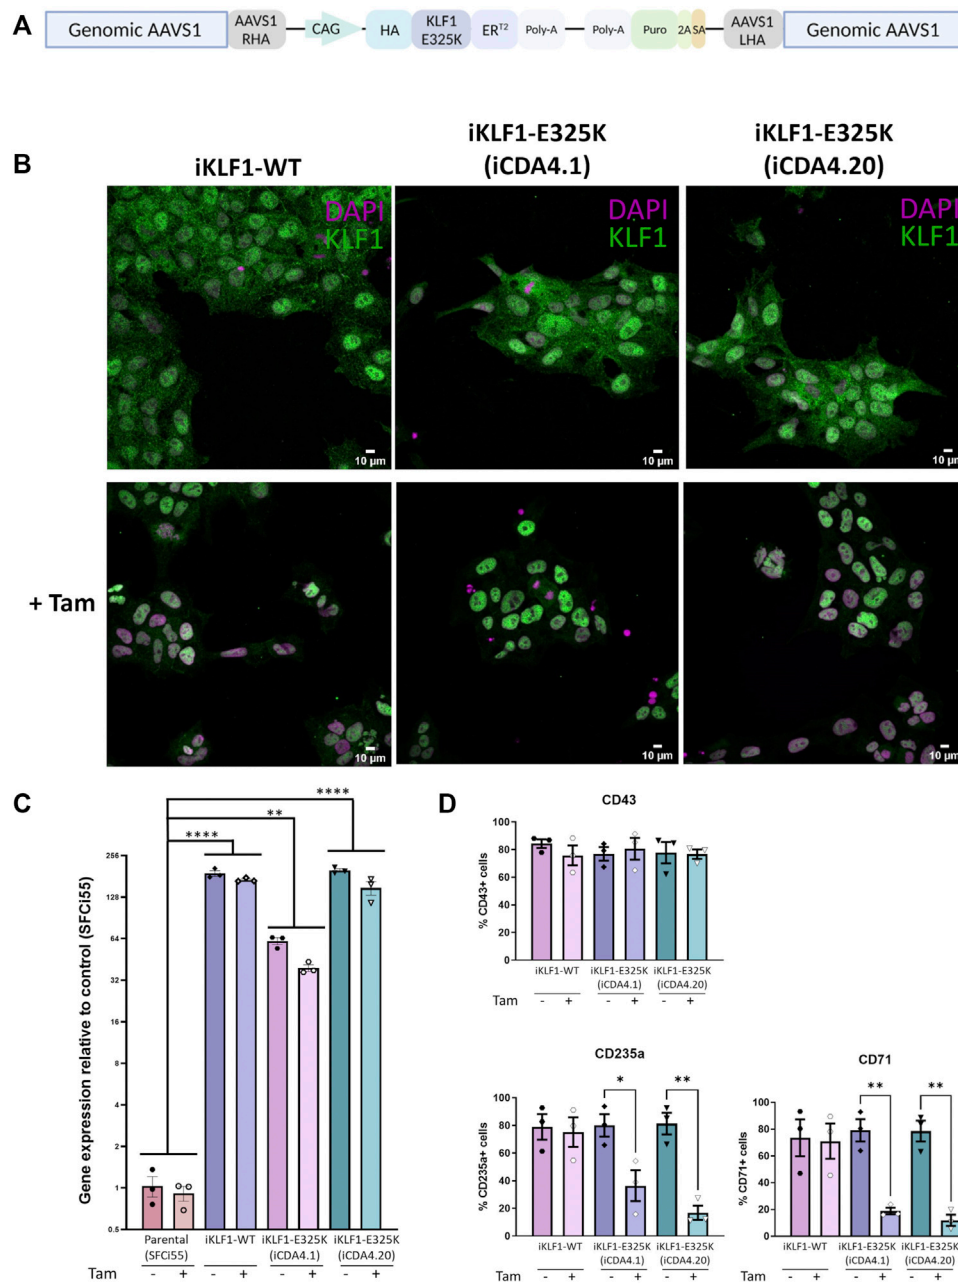 A
Genomic AAVS1
AAVS1
RHA
CAG
HA
KLF1
E325K
ERT2
Poly-A
Poly-A
Puro
2A
SA
AAVS1
LHA
Genomic AAVS1
B
iKLF1-WT
iKLF1-E325K
(iCDA4.1)
iKLF1-E325K
(iCDA4.20)
DAPI
KLF1
10 µm
DAPI
KLF1
10 µm
DAPI
KLF1
10 µm
+ Tam
10 µm
10 µm
10 µm
C
Gene expression relative to control (SFCi55)
256
128
64
32
16
8
4
2
1
0.5
****
**
****
Parental
(SFCi55)
iKLF1-WT
iKLF1-E325K
(iCDA4.1)
iKLF1-E325K
(iCDA4.20)
Tam - + - + - + - +
D
CD43
% CD43+ cells
100
80
60
40
20
0
iKLF1-WT
iKLF1-E325K
(iCDA4.1)
iKLF1-E325K
(iCDA4.20)
Tam - + - + - +
CD235a
% CD235a+ cells
100
80
60
40
20
0
*
**
iKLF1-WT
iKLF1-E325K
(iCDA4.1)
iKLF1-E325K
(iCDA4.20)
Tam - + - + - +
CD71
% CD71+ cells
100
80
60
40
20
0
**
**
iKLF1-WT
iKLF1-E325K
(iCDA4.1)
iKLF1-E325K
(iCDA4.20)
Tam - + - + - +